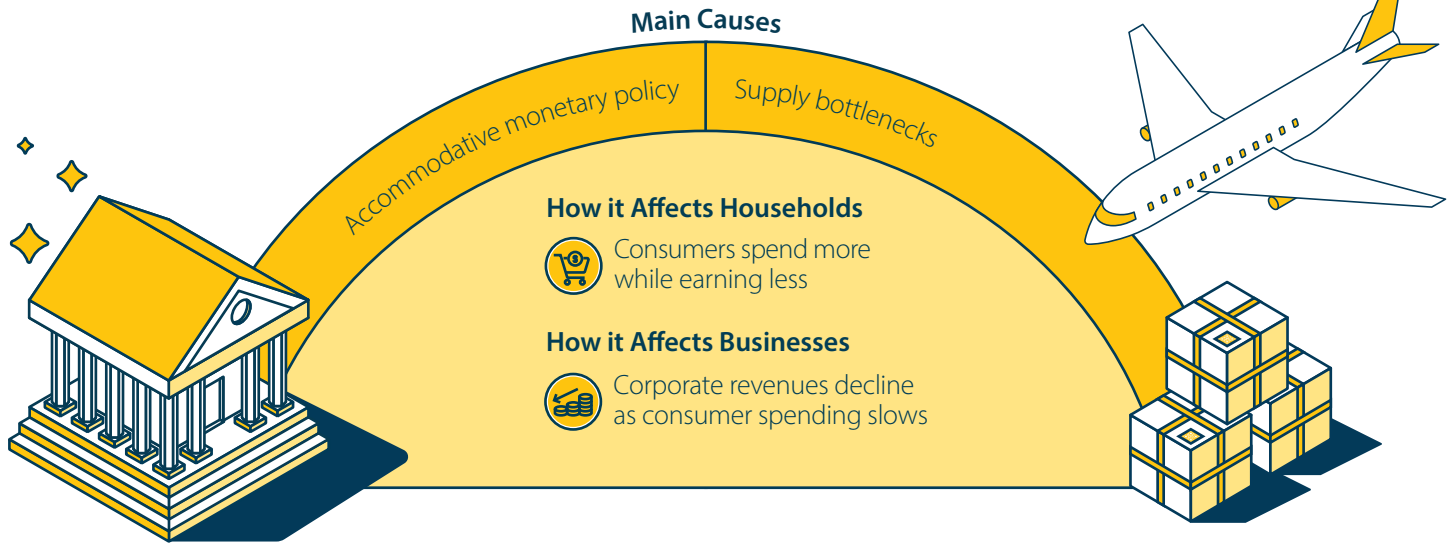 Main Causes
Accommodative monetary policy
Supply bottlenecks
How it Affects Households
Consumers spend more
while earning less
How it Affects Businesses
Corporate revenues decline
as consumer spending slows